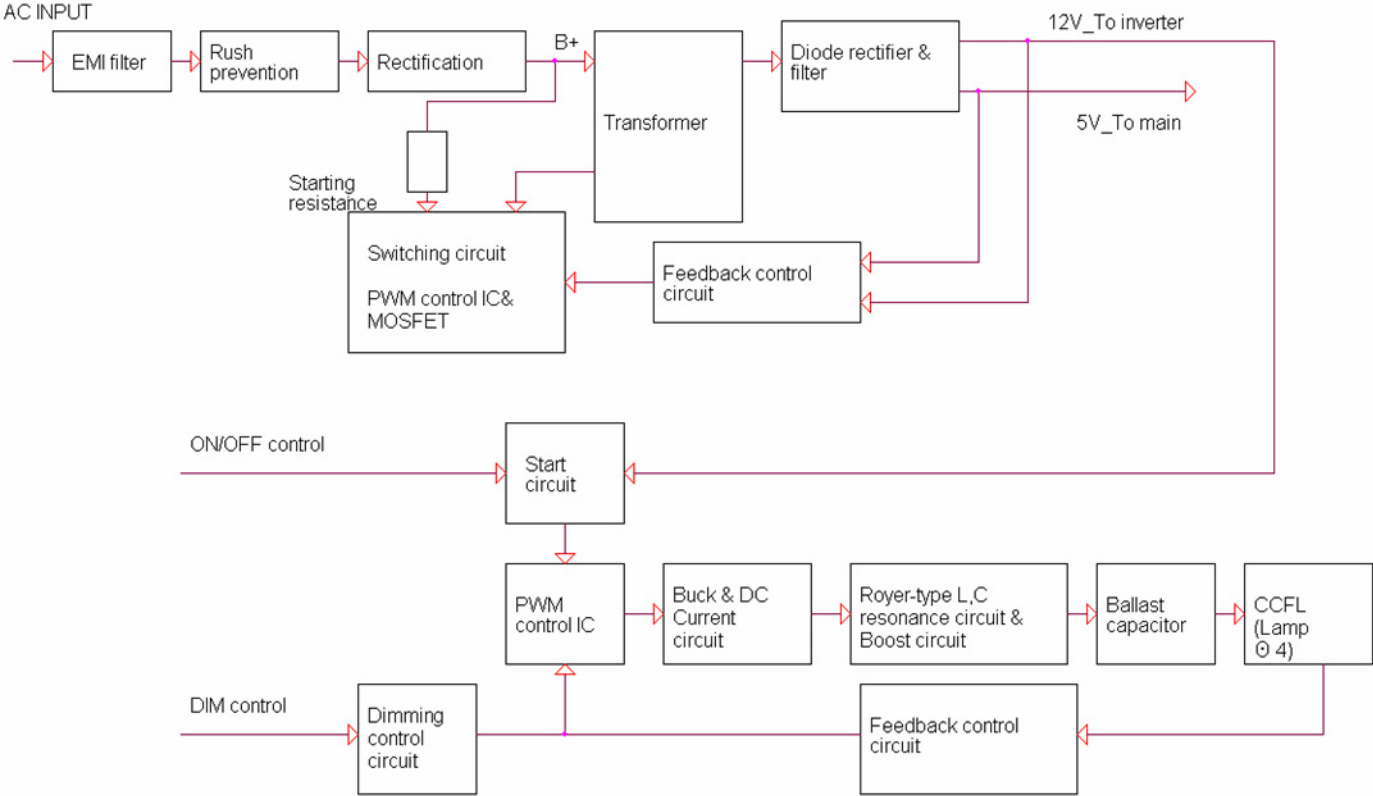 AC INPUT
EMI filter
Rush
prevention
Rectification
B+
Transformer
Diode rectifier &
filter
12V_To inverter
5V_To main
Starting
resistance
Switching circuit
PWM control IC&
MOSFET
Feedback control
circuit
ON/OFF control
Start
circuit
PWM
control IC
Buck & DC
Current
circuit
Royer-type L,C
resonance circuit &
Boost circuit
Ballast
capacitor
CCFL
(Lamp
⊙ 4)
DIM control
Dimming
control
circuit
Feedback control
circuit